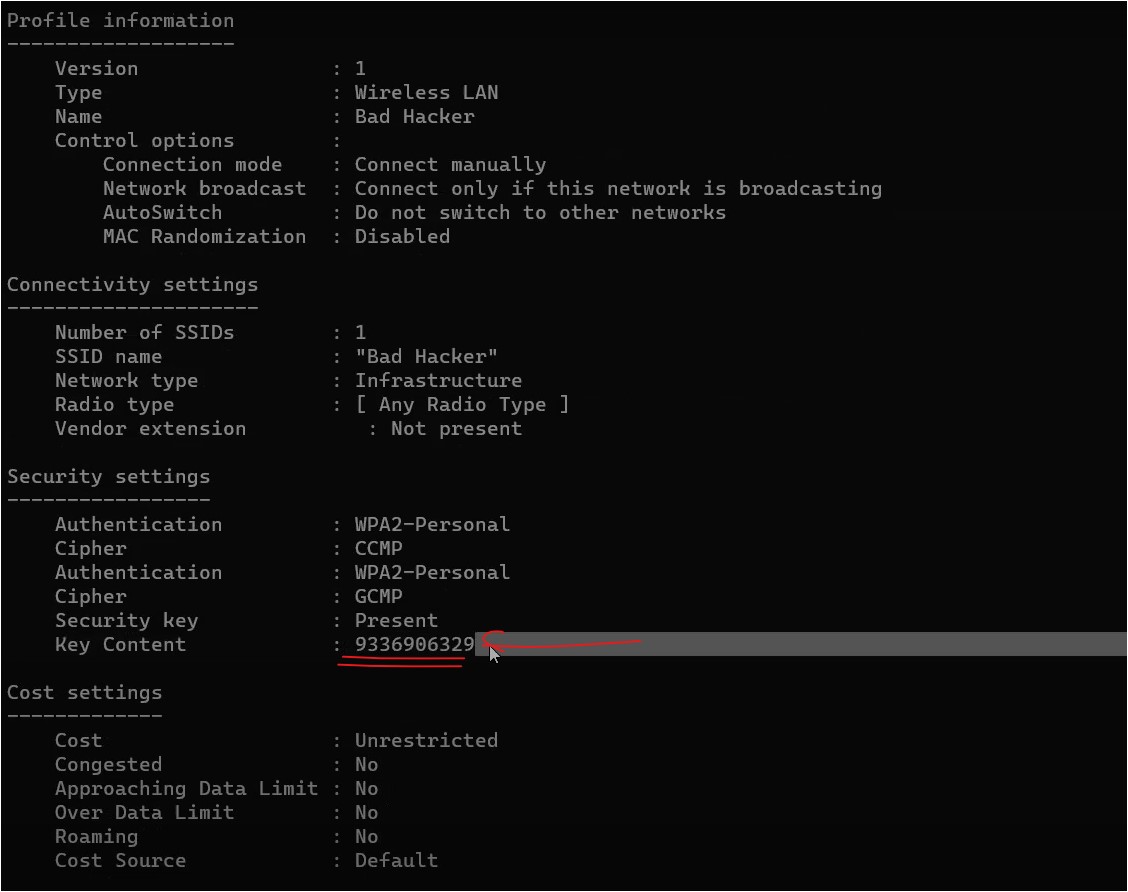 Profile information
-------------------
Version : 1
Type : Wireless LAN
Name : Bad Hacker
Control options :
Connection mode : Connect manually
Network broadcast : Connect only if this network is broadcasting
AutoSwitch : Do not switch to other networks
MAC Randomization : Disabled
Connectivity settings
---------------------
Number of SSIDs : 1
SSID name : "Bad Hacker"
Network type : Infrastructure
Radio type : [ Any Radio Type ]
Vendor extension : Not present
Security settings
-----------------
Authentication : WPA2-Personal
Cipher : CCMP
Authentication : WPA2-Personal
Cipher : GCMP
Security key : Present
Key Content : 9336906329
Cost settings
-------------
Cost : Unrestricted
Congested : No
Approaching Data Limit : No
Over Data Limit : No
Roaming : No
Cost Source : Default